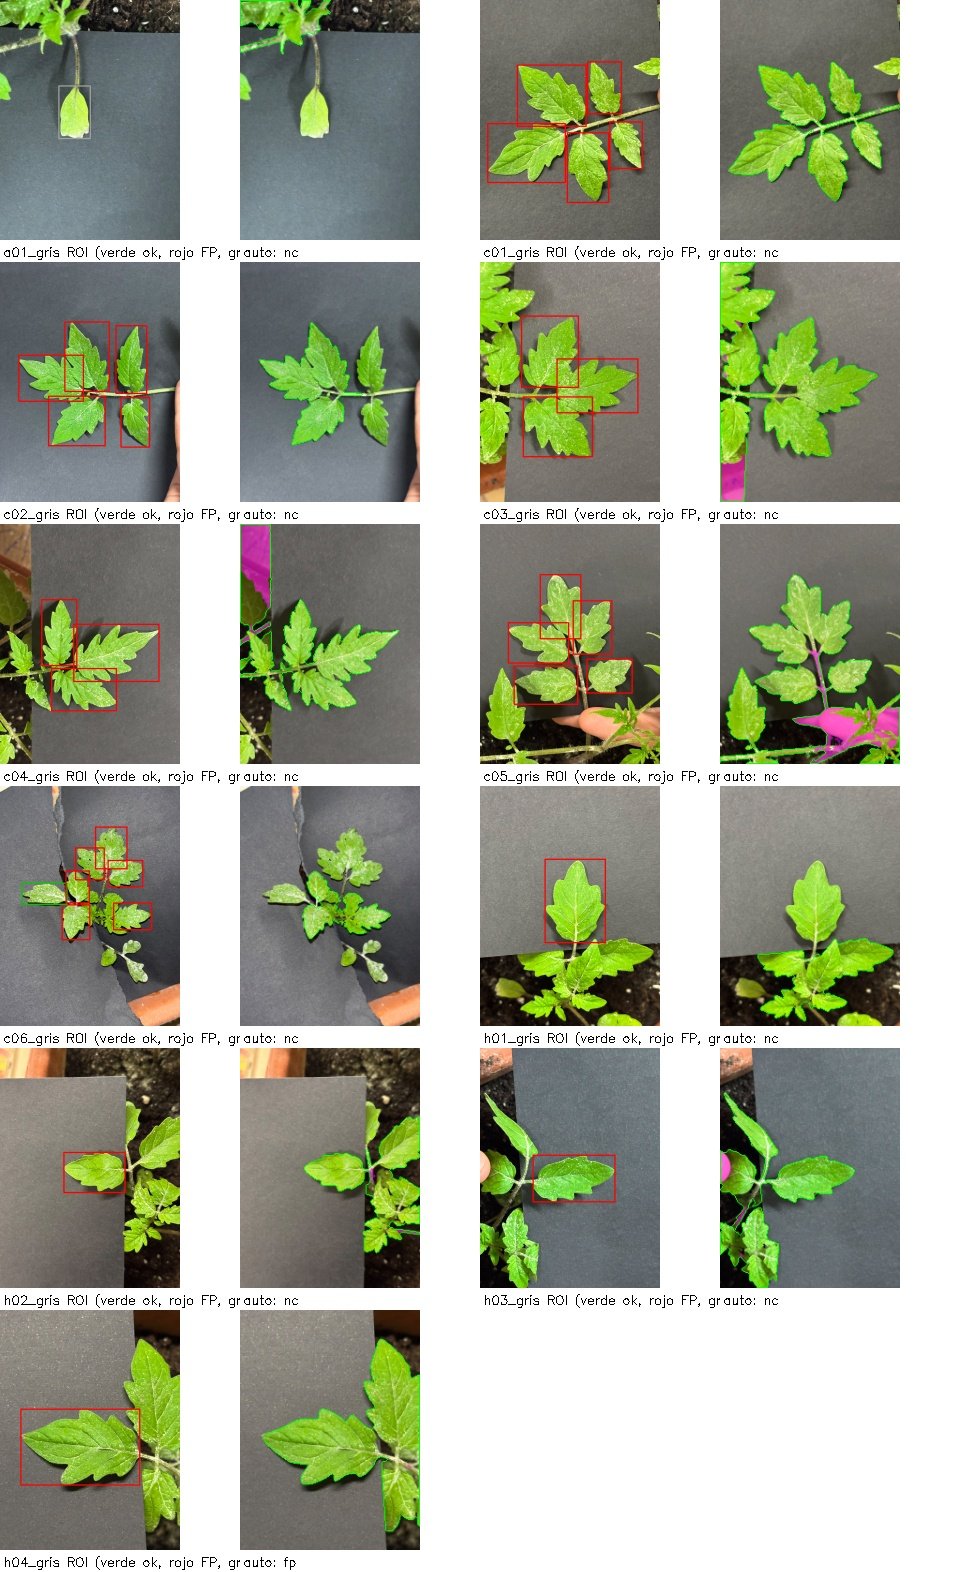 a01_gris ROI (verde ok, rojo FP, gr auto: nc
c01_gris ROI (verde ok, rojo FP, gr auto: nc
c02_gris ROI (verde ok, rojo FP, gr auto: nc
c03_gris ROI (verde ok, rojo FP, gr auto: nc
c04_gris ROI (verde ok, rojo FP, gr auto: nc
c05_gris ROI (verde ok, rojo FP, gr auto: nc
c06_gris ROI (verde ok, rojo FP, gr auto: nc
h01_gris ROI (verde ok, rojo FP, gr auto: nc
h02_gris ROI (verde ok, rojo FP, gr auto: nc
h03_gris ROI (verde ok, rojo FP, gr auto: nc
h04_gris ROI (verde ok, rojo FP, gr auto: fp